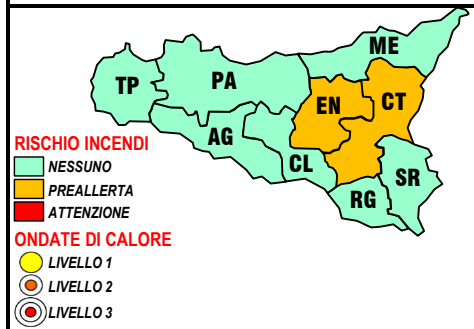 ME
TP
PA
EN
CT
AG
CL
SR
RG
RISCHIO INCENDI
NESSUNO
PREALLERTA
ATTENZIONE
ONDATE DI CALORE
LIVELLO 1
LIVELLO 2
LIVELLO 3